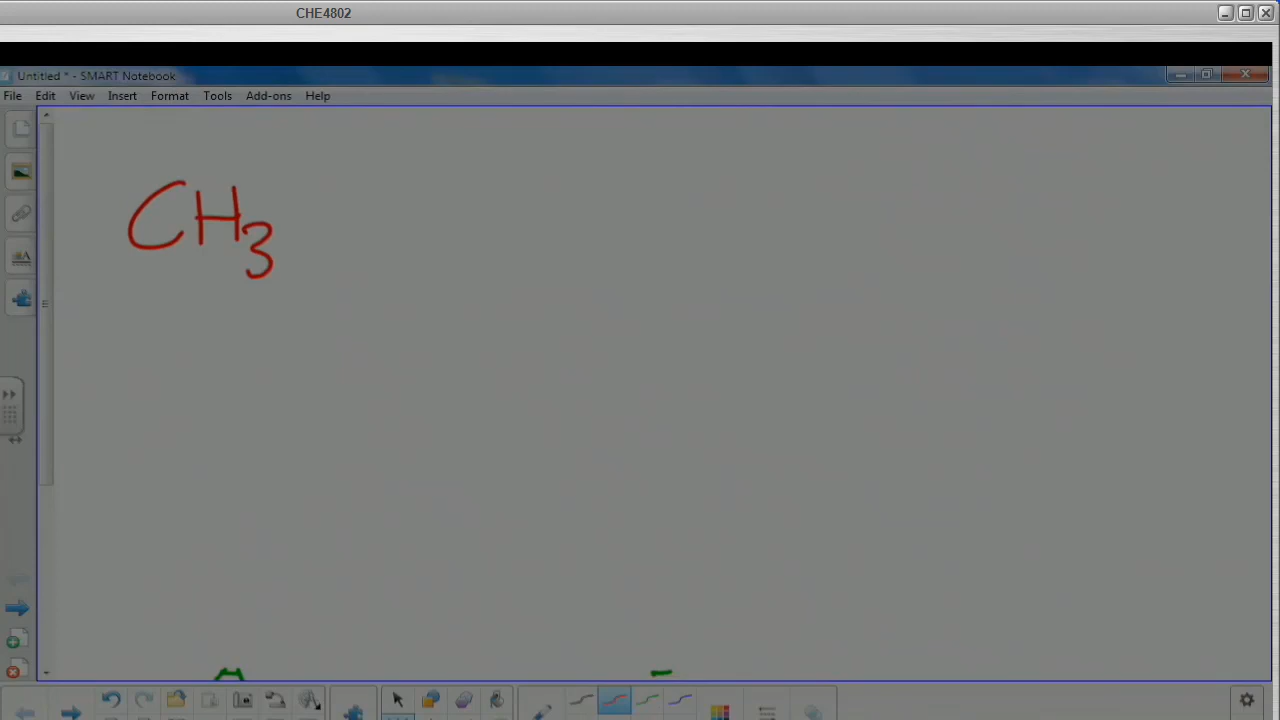 CHE4802
Untitled * - SMART Notebook
File Edit View Insert Format Tools Add-ons Help
CH₃